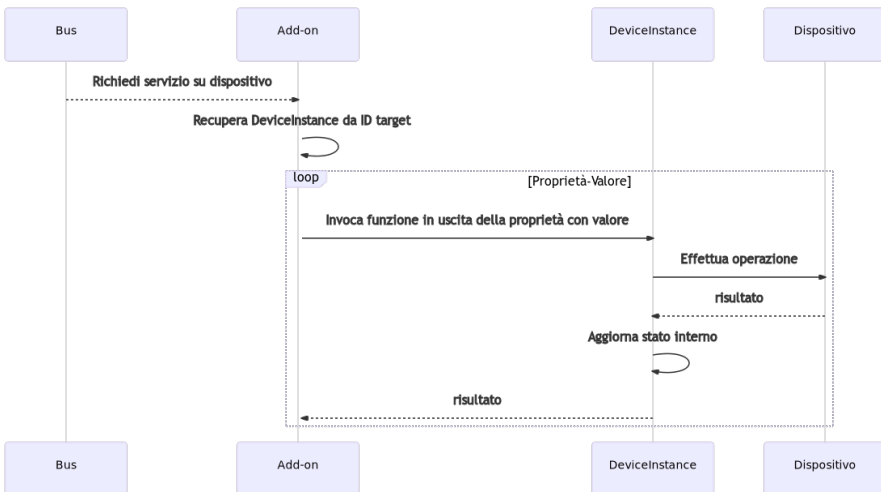 Bus
Add-on
DeviceInstance
Dispositivo
Richiedi servizio su dispositivo
Recupera DeviceInstance da ID target
loop
[Proprietà-Valore]
Invoca funzione in uscita della proprietà con valore
Effettua operazione
risultato
Aggiorna stato interno
risultato
Bus
Add-on
DeviceInstance
Dispositivo